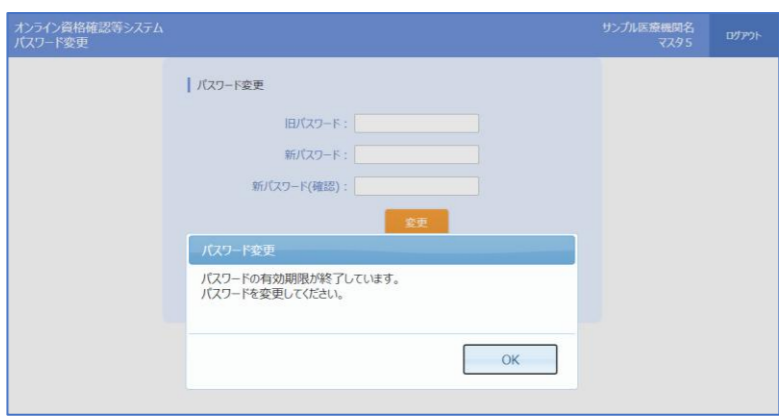 オンライン資格確認等システム
パスワード変更
サンプル医療機関名
マスタ5
ログアウト
パスワード変更
旧パスワード：
新パスワード：
新パスワード(確認)：
変更
パスワード変更
パスワードの有効期限が終了しています。
パスワードを変更してください。
OK